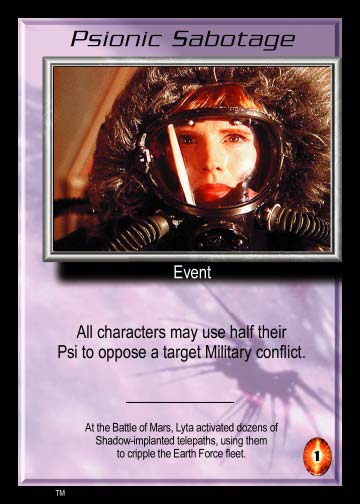 Psionic Sabotage
Event
All characters may use half their
Psi to oppose a target Military conflict.
At the Battle of Mars, Lyta activated dozens of
Shadow-implanted telepaths, using them
to cripple the Earth Force fleet.
1
TM